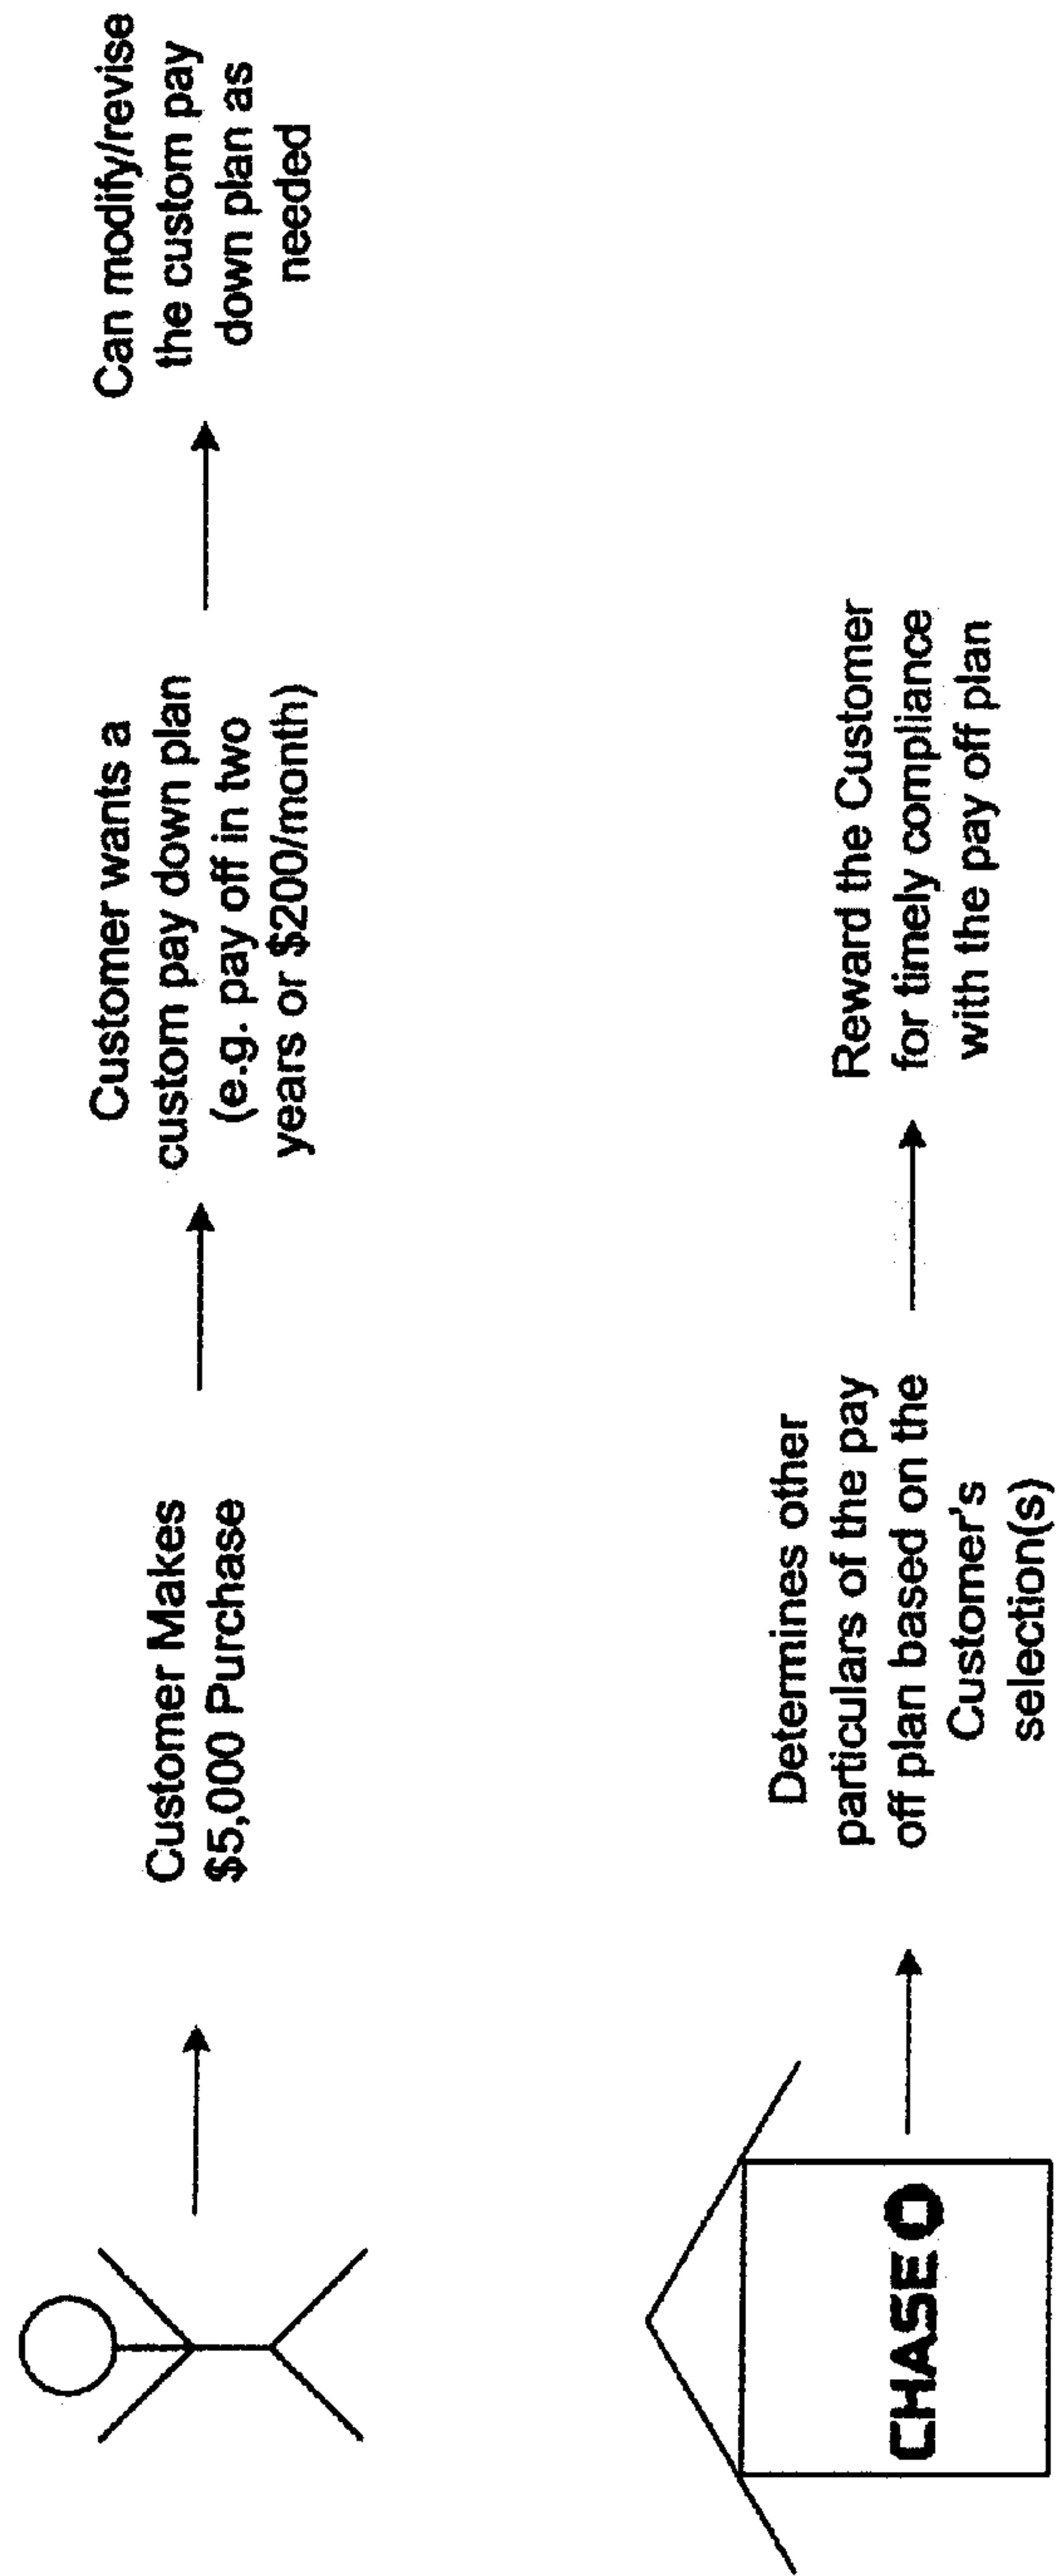 Customer Makes
$5,000 Purchase
Customer wants a
custom pay down plan
(e.g. pay off in two
years or $200/month)
Can modify/revise
the custom pay
down plan as
needed
CHASE
Determines other
particulars of the pay
off plan based on the
Customer's
selection(s)
Reward the Customer
for timely compliance
with the pay off plan